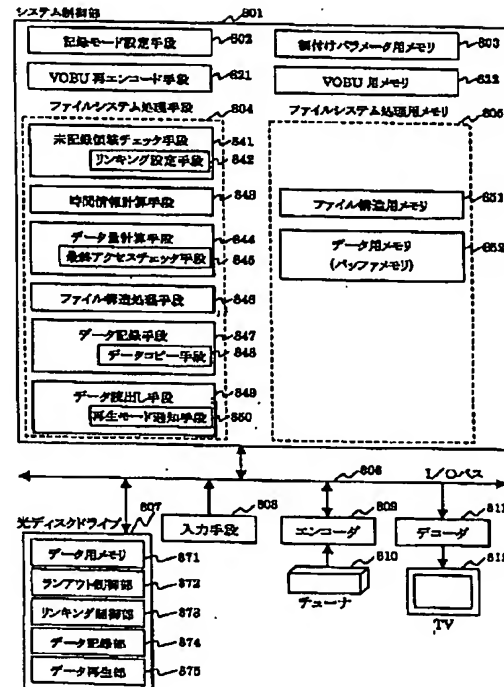 システム制御部 801
記録モード設定手段 802
割付けパラメータ用メモリ 803
VOBU再エンコード手段 821
VOBU用メモリ
ファイルシステム処理手段 804
ファイルシステム処理用メモリ 805
未記録領域チェック手段 841
リンキング設定手段 842
時間情報計算手段 843
ファイル構造用メモリ 851
データ量計算手段 844
最終アクセスチェック手段 845
データ用メモリ
(バッファメモリ) 852
ファイル構造処理手段 846
データ記録手段 847
データコピー手段 848
データ読出し手段 849
再生モード通知手段 850
806 I/Oバス
光ディスクドライブ 807
入力手段 808
エンコーダ 809
デコーダ 811
チューナ 810
TV 812
データ用メモリ 871
ランアウト制御部 872
リンキング制御部 873
データ記録部 874
データ再生部 875